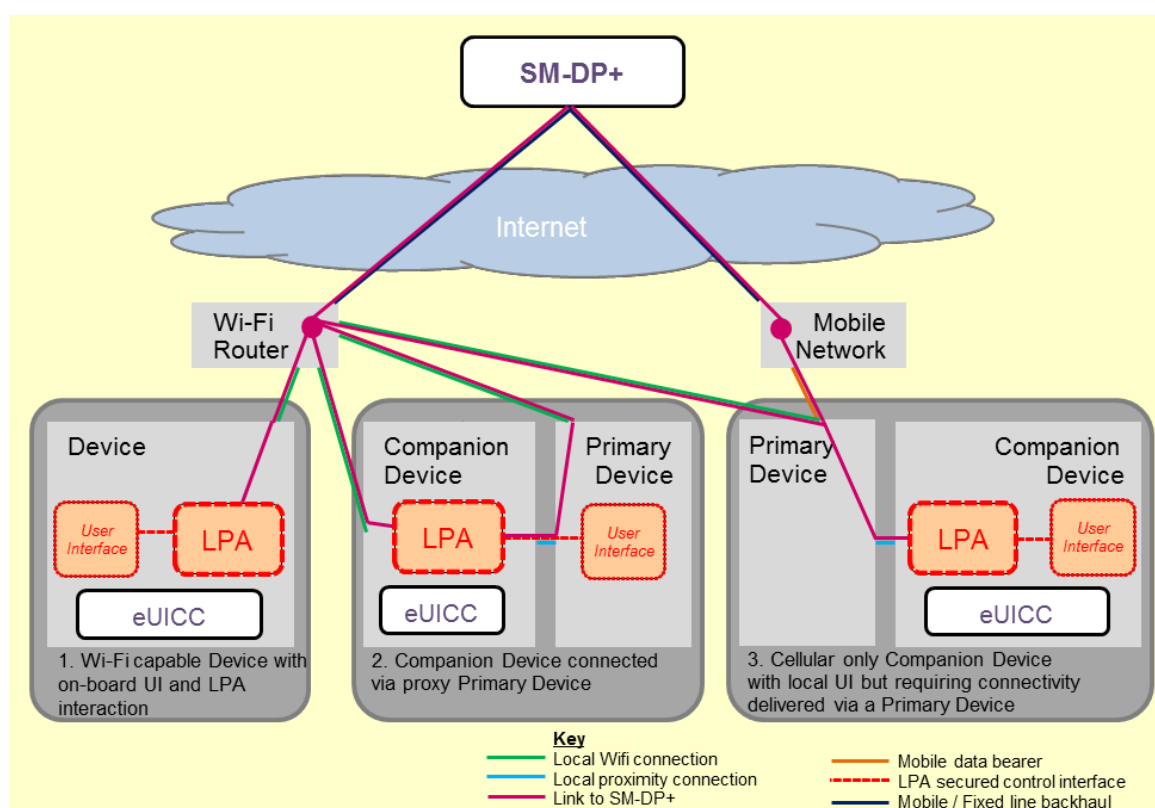 SM-DP+
Internet
Wi-Fi
Router
Mobile
Network
Device
User
Interface
LPA
eUICC
1. Wi-Fi capable Device with
on-board UI and LPA
interaction
Companion
Device
Primary
Device
LPA
User
Interface
eUICC
2. Companion Device connected
via proxy Primary Device
Primary
Device
Companion
Device
LPA
User
Interface
eUICC
3. Cellular only Companion Device
with local UI but requiring connectivity
delivered via a Primary Device
Key
Local Wifi connection
Local proximity connection
Link to SM-DP+
Mobile data bearer
LPA secured control interface
Mobile / Fixed line backhaul